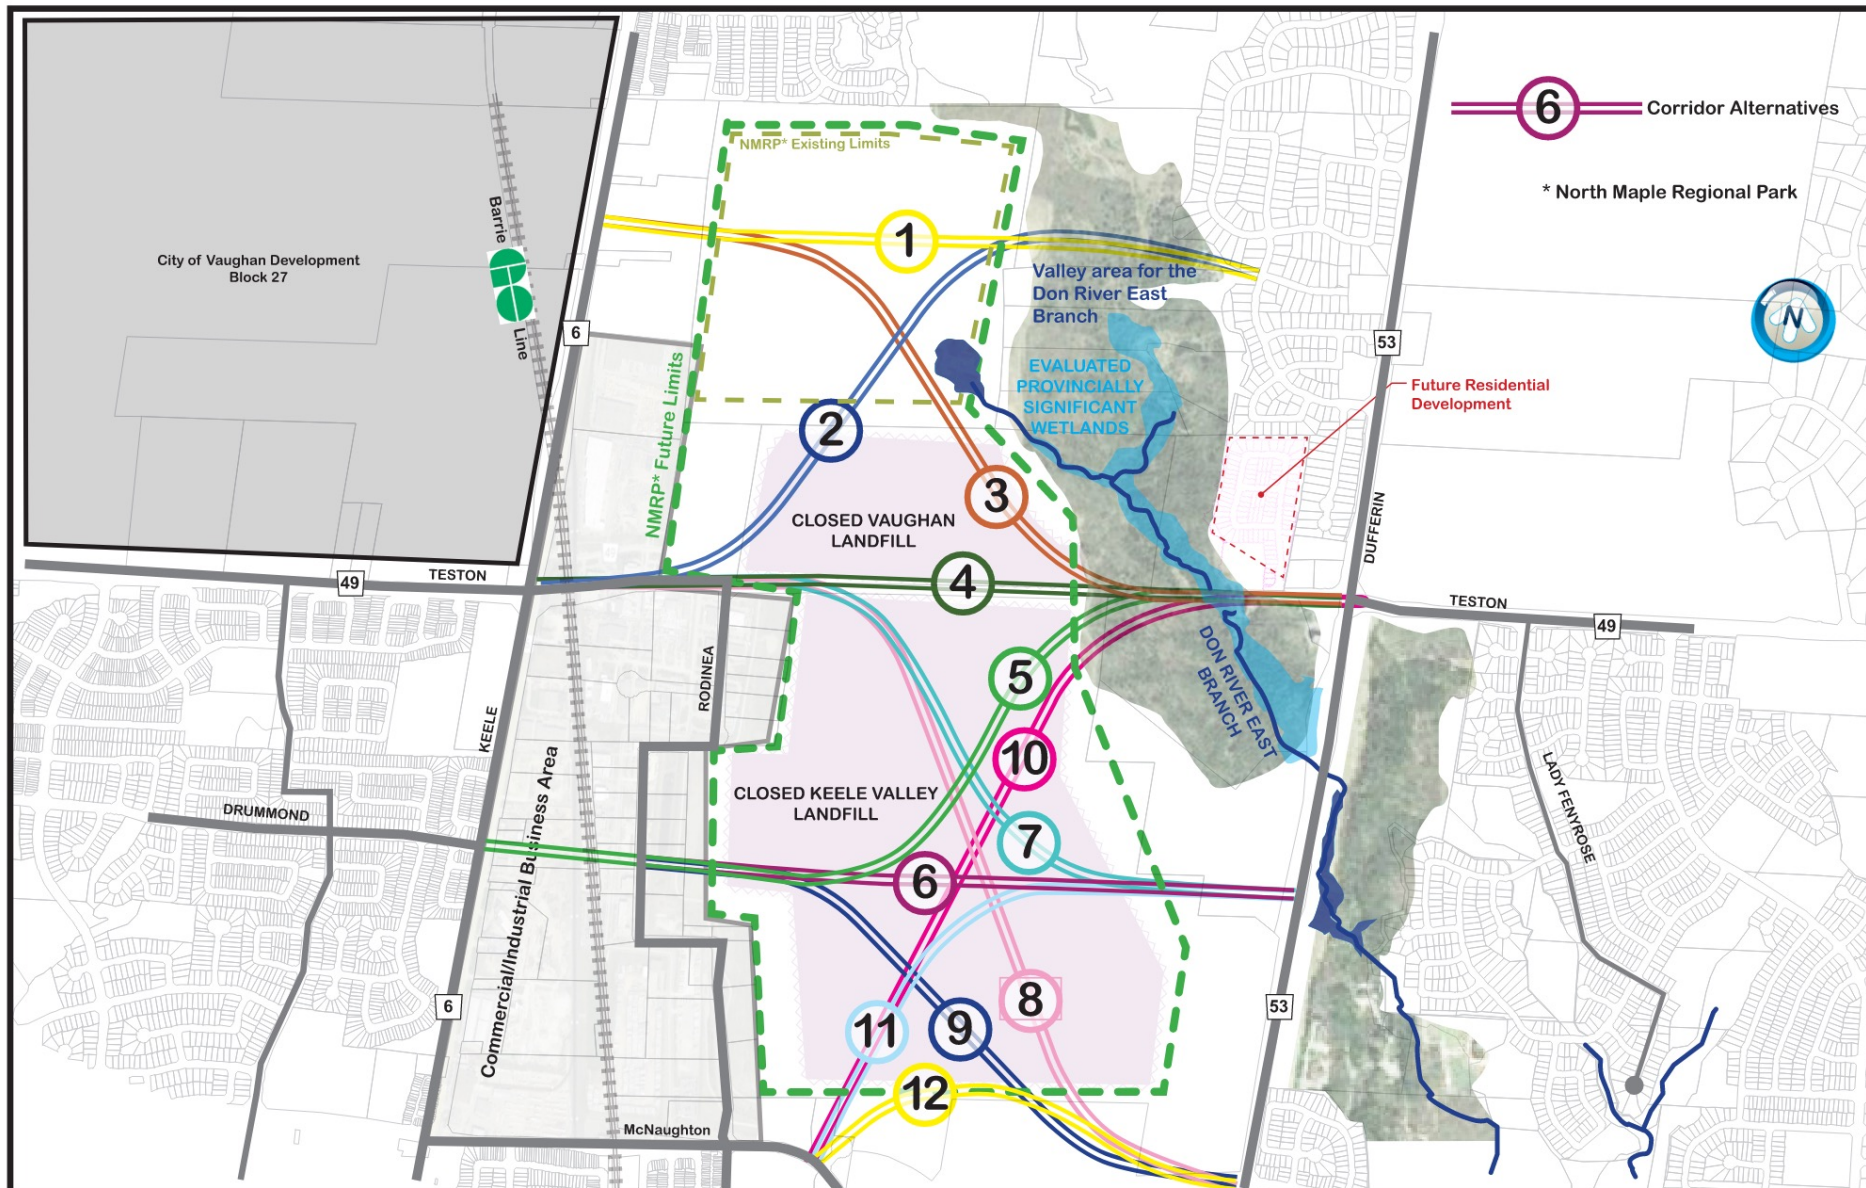 6
Corridor Alternatives
* North Maple Regional Park
N
NMRP* Existing Limits
1
Barrie
Line
City of Vaughan Development
Block 27
Valley area for the
Don River East
Branch
6
53
EVALUATED
PROVINCIALLY
SIGNIFICANT
WETLANDS
Future Residential
Development
NMRP* Future Limits
2
3
CLOSED VAUGHAN
LANDFILL
DUFFERIN
49
TESTON
4
TESTON
49
RODINEA
5
DON RIVER EAST
BRANCH
KEELE
10
CLOSED KEELE VALLEY
LANDFILL
DRUMMOND
LADY FENYROSE
7
6
Commercial/Industrial Business Area
6
8
53
11
9
12
McNaughton